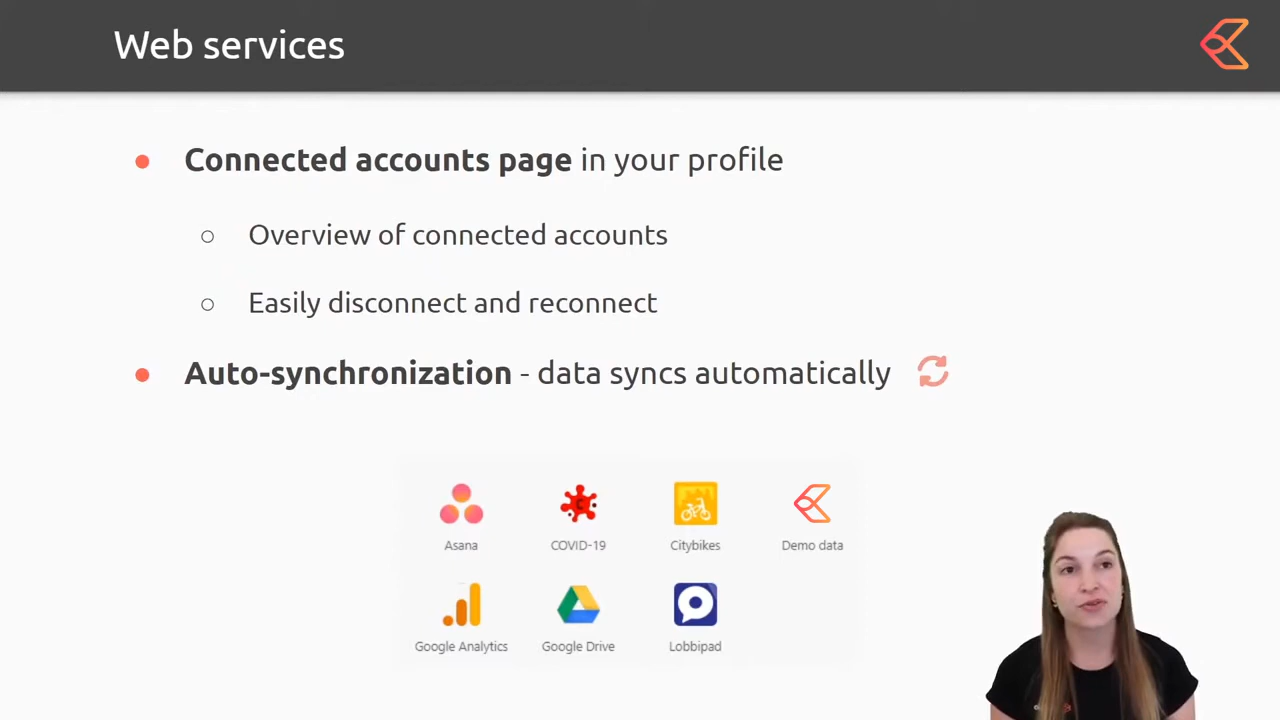 Web services
Connected accounts page in your profile
Overview of connected accounts
Easily disconnect and reconnect
Auto-synchronization - data syncs automatically
Asana
COVID-19
Citybikes
Demo data
Google Analytics
Google Drive
Lobbipad